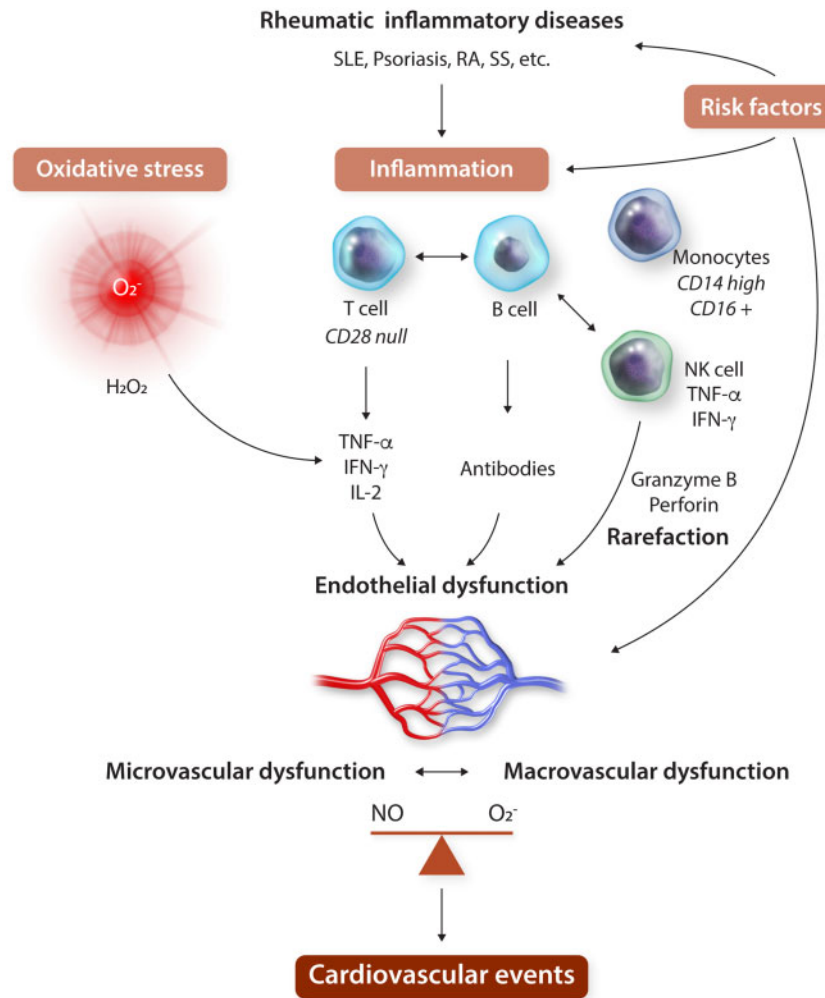 Rheumatic inflammatory diseases
SLE, Psoriasis, RA, SS, etc.
Risk factors
Oxidative stress
Inflammation
O₂⁻
H₂O₂
T cell
CD28 null
B cell
Monocytes
CD14 high
CD16 +
NK cell
TNF-α
IFN-γ
TNF-α
IFN-γ
IL-2
Antibodies
Granzyme B
Perforin
Rarefaction
Endothelial dysfunction
Microvascular dysfunction
Macrovascular dysfunction
NO
O₂⁻
Cardiovascular events